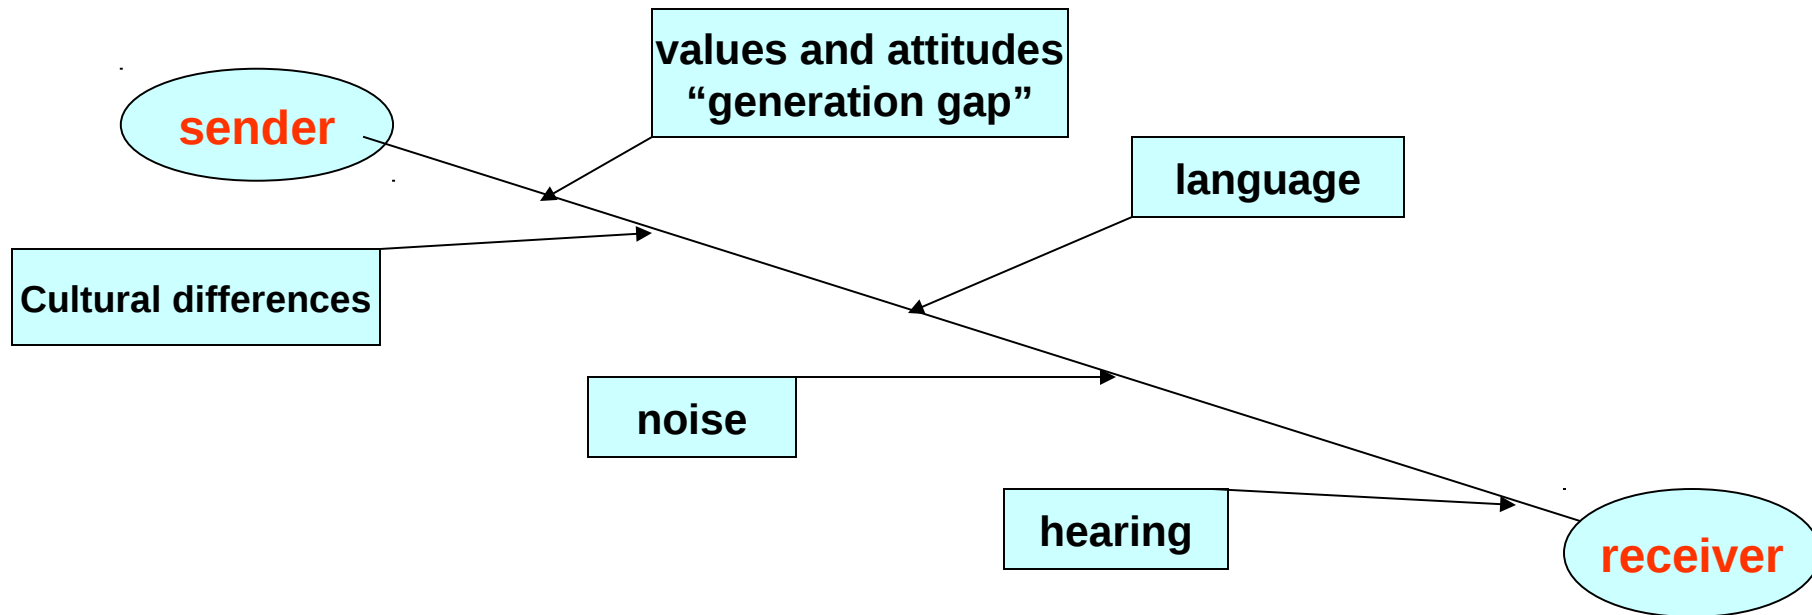 values and attitudes
“generation gap”
sender
language
Cultural differences
noise
hearing
receiver